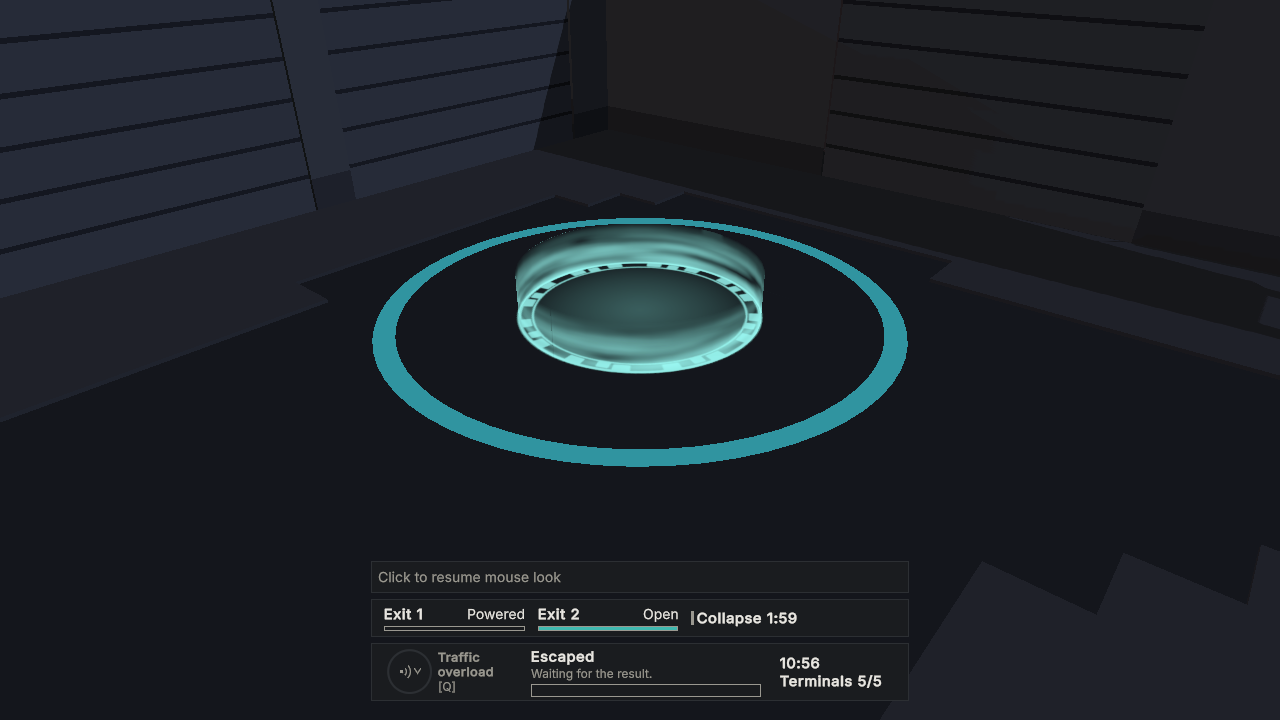 Click to resume mouse look
Exit 1 Powered Exit 2 Open Collapse 1:59
Traffic overload [Q]
Escaped
Waiting for the result.
10:56
Terminals 5/5